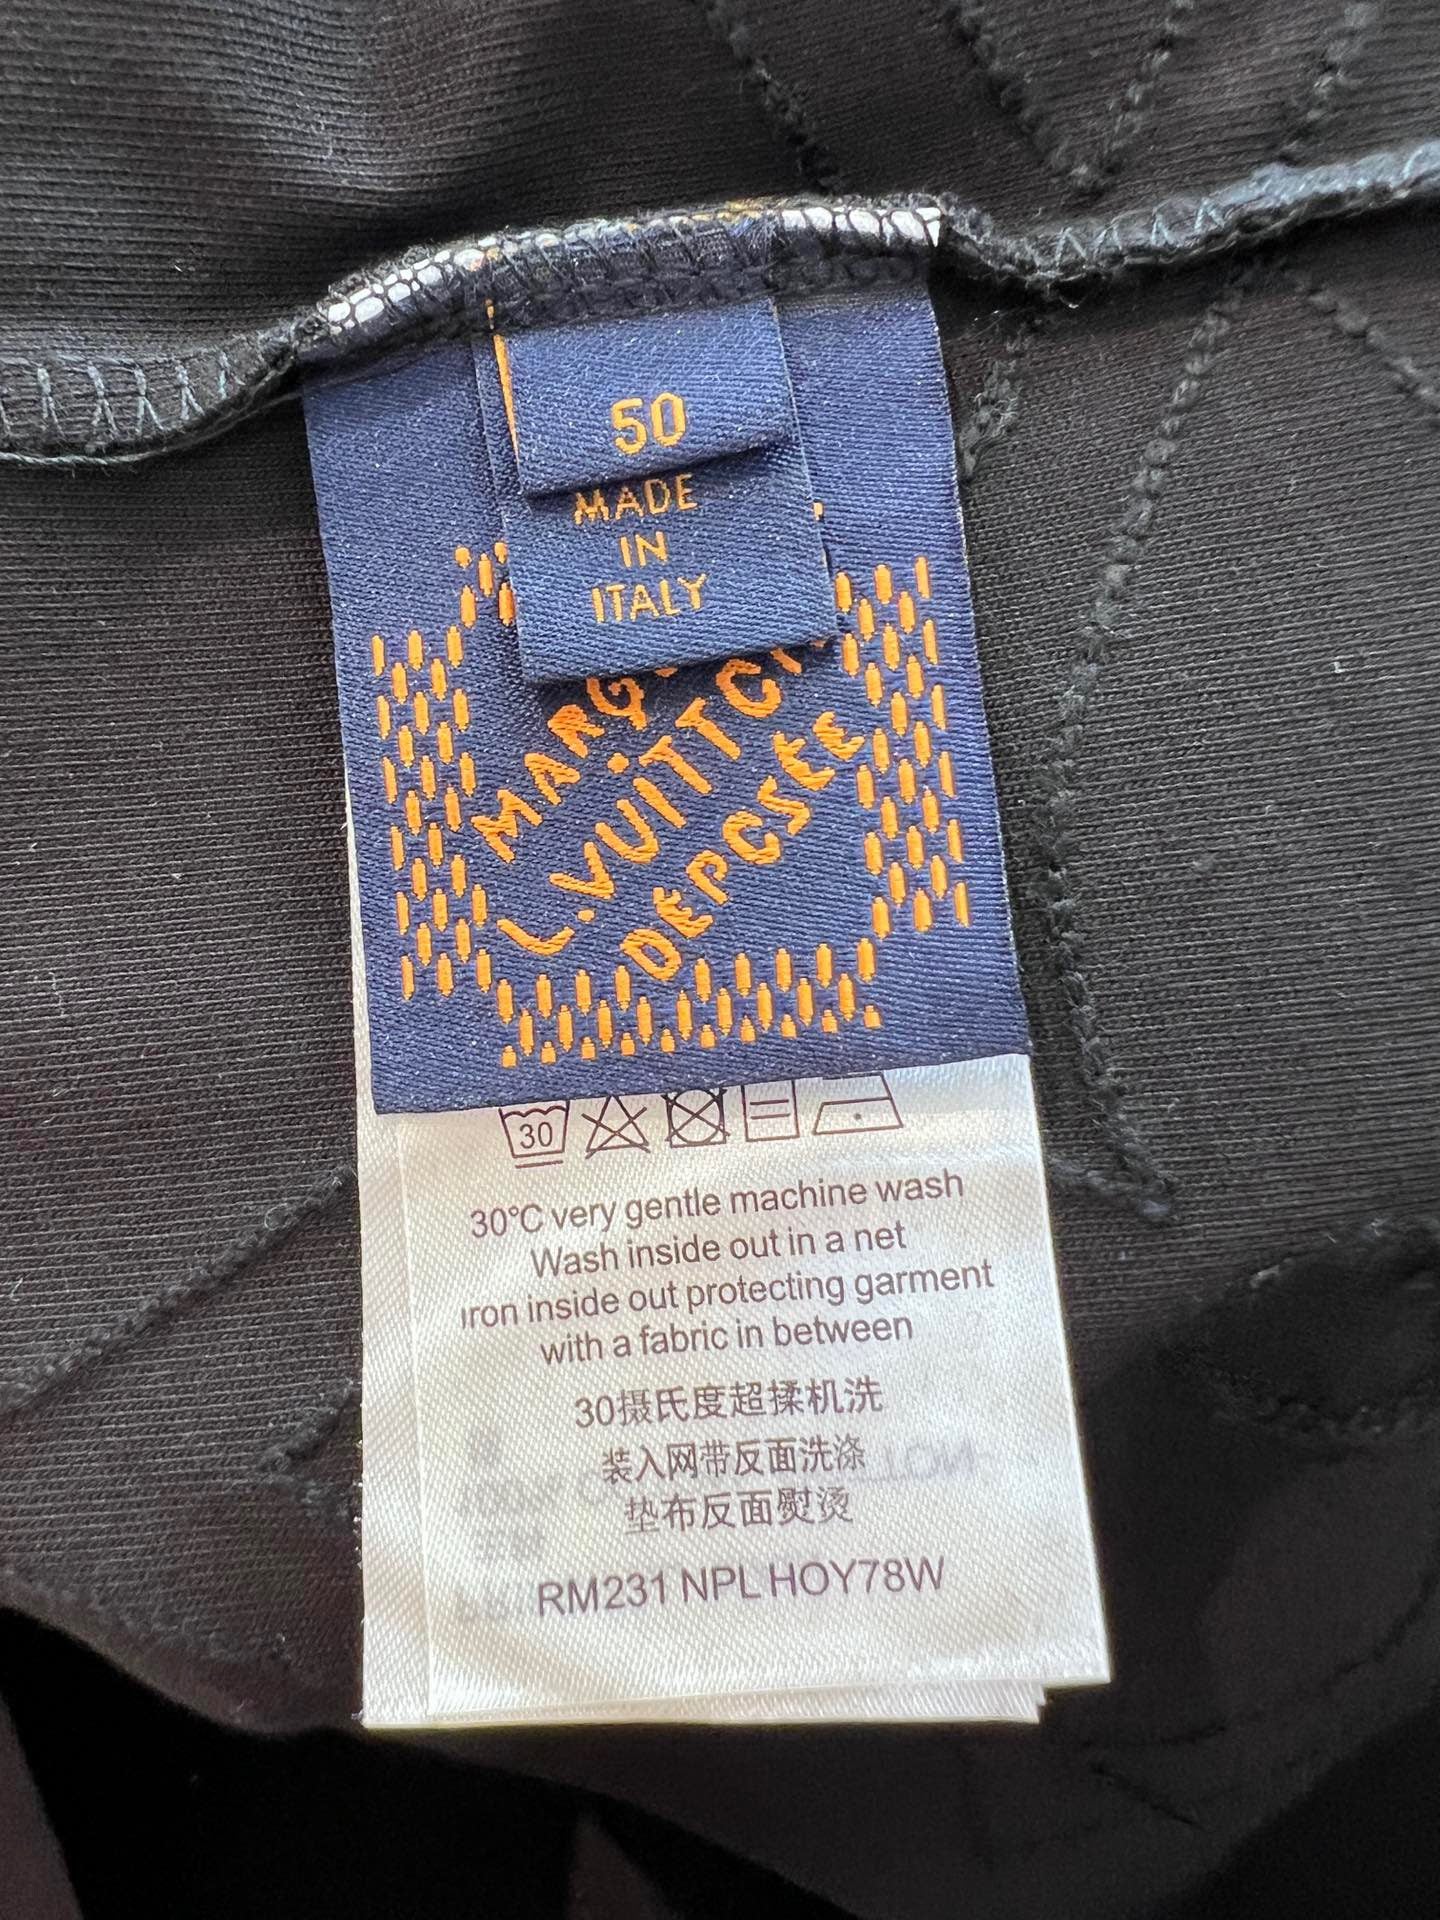 50
MADE
IN
ITALY
L.VUITTON
DEPOSEE
30
30°C very gentle machine wash
Wash inside out in a net
Iron inside out protecting garment
with a fabric in between
30摄氏度超揉机洗
装入网带反面洗涤
垫布反面熨烫
RM231 NPL HOY78W